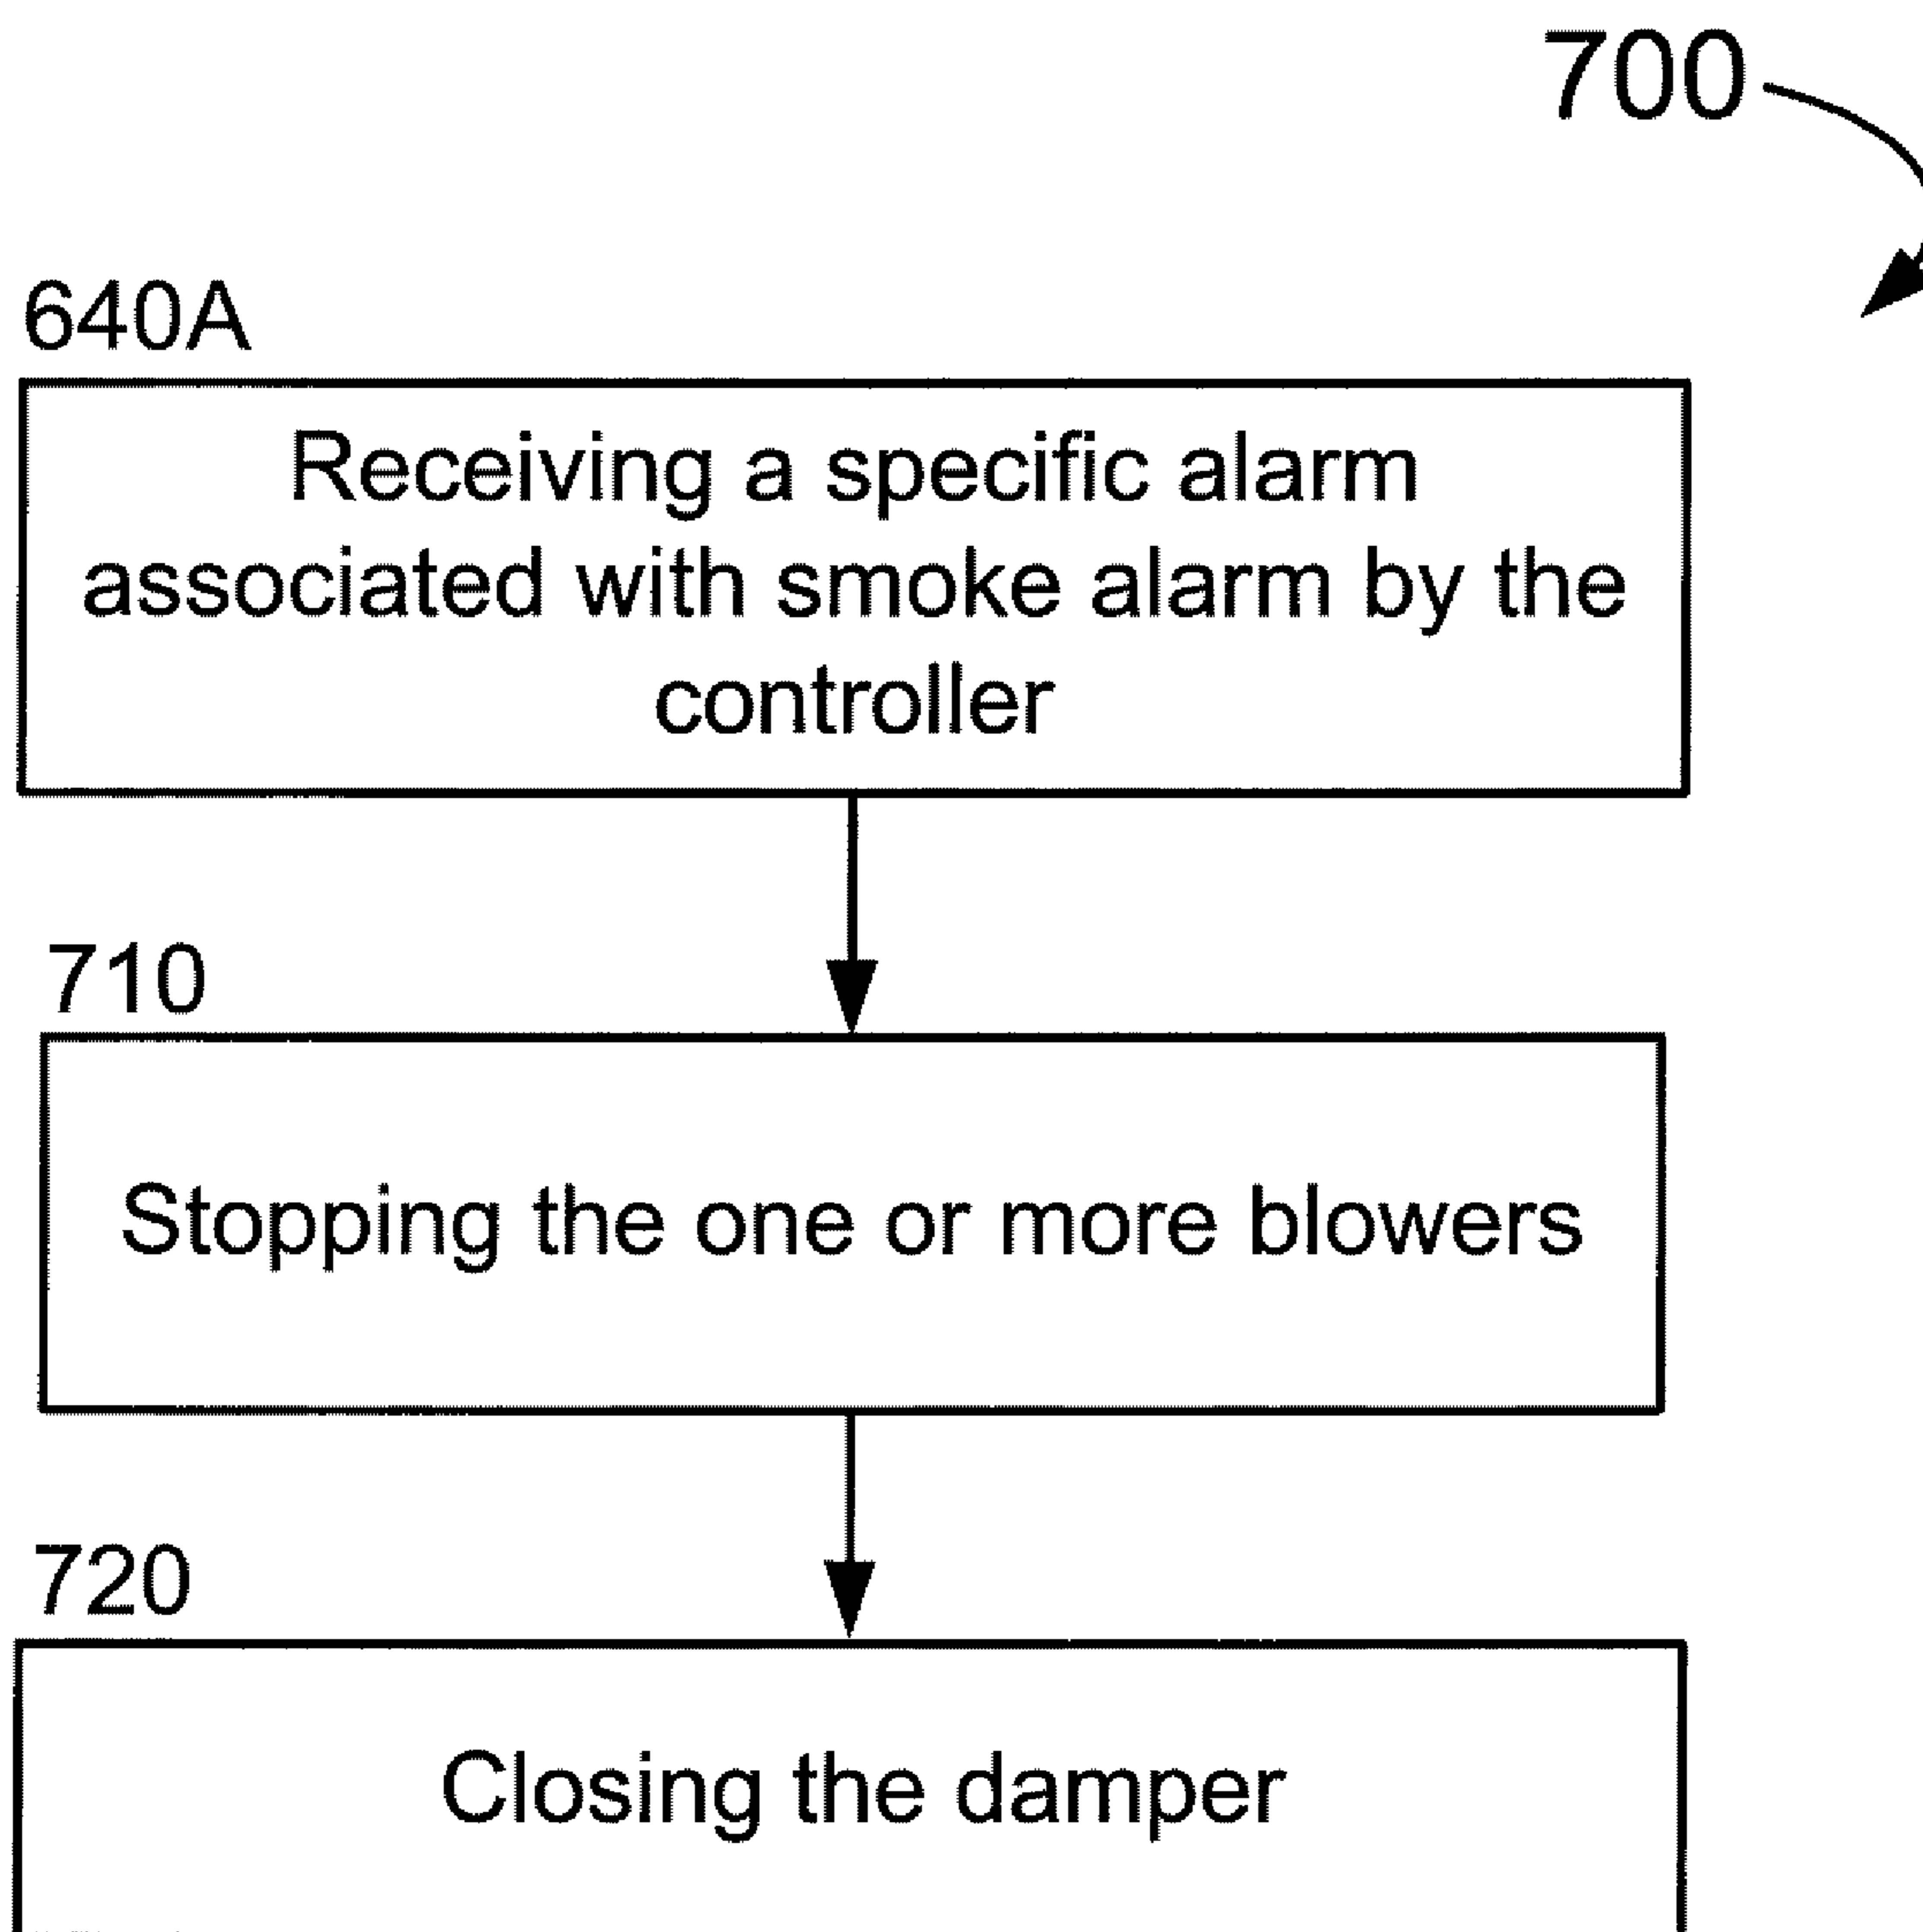 700
640A
Receiving a specific alarm
associated with smoke alarm by the
controller
710
Stopping the one or more blowers
720
Closing the damper